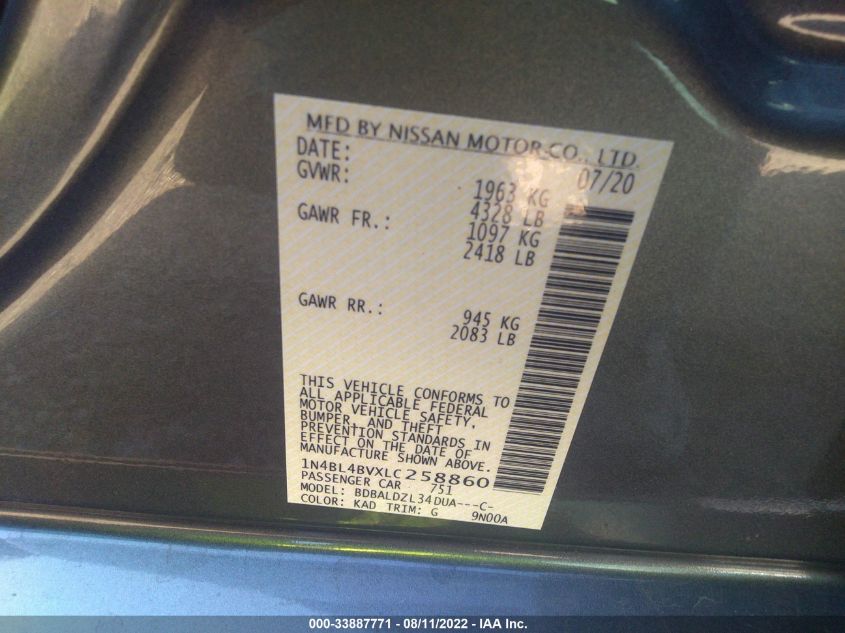 MFD BY NISSAN MOTOR CO., LTD.
DATE: 07/20
GVWR: 1963 KG
4328 LB
GAWR FR.: 1097 KG
2418 LB
GAWR RR.: 945 KG
2083 LB
THIS VEHICLE CONFORMS TO
ALL APPLICABLE FEDERAL
MOTOR VEHICLE SAFETY,
BUMPER, AND THEFT
PREVENTION STANDARDS IN
EFFECT ON THE DATE OF
MANUFACTURE SHOWN ABOVE.
1N4BL4BVXLC258860
PASSENGER CAR 751
MODEL: BDBALDZL34DUA---C-
COLOR: KAD TRIM: G 9N00A
000-33887771 - 08/11/2022 - IAA Inc.